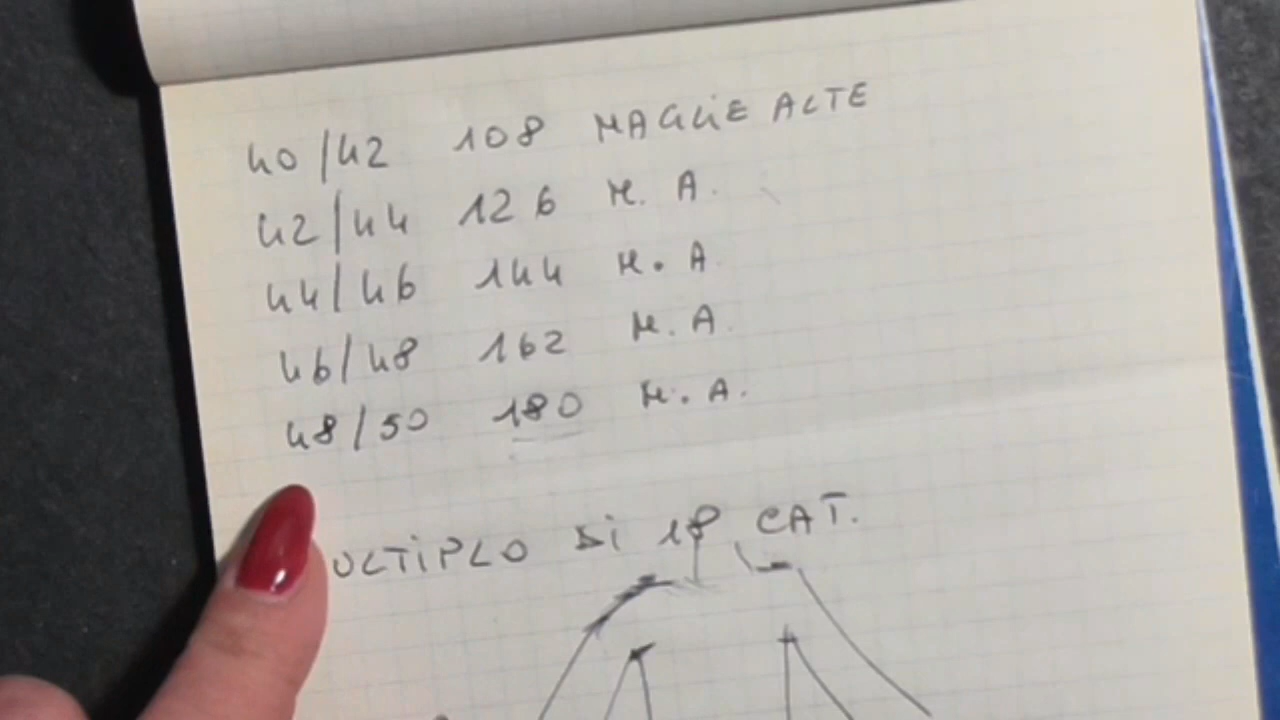 40/42 108 MAGLIE ALTE
42/44 126 M. A.
44/46 144 M. A.
46/48 162 M. A.
48/50 180 M. A.
ULTIPLO DI 18 CAT.